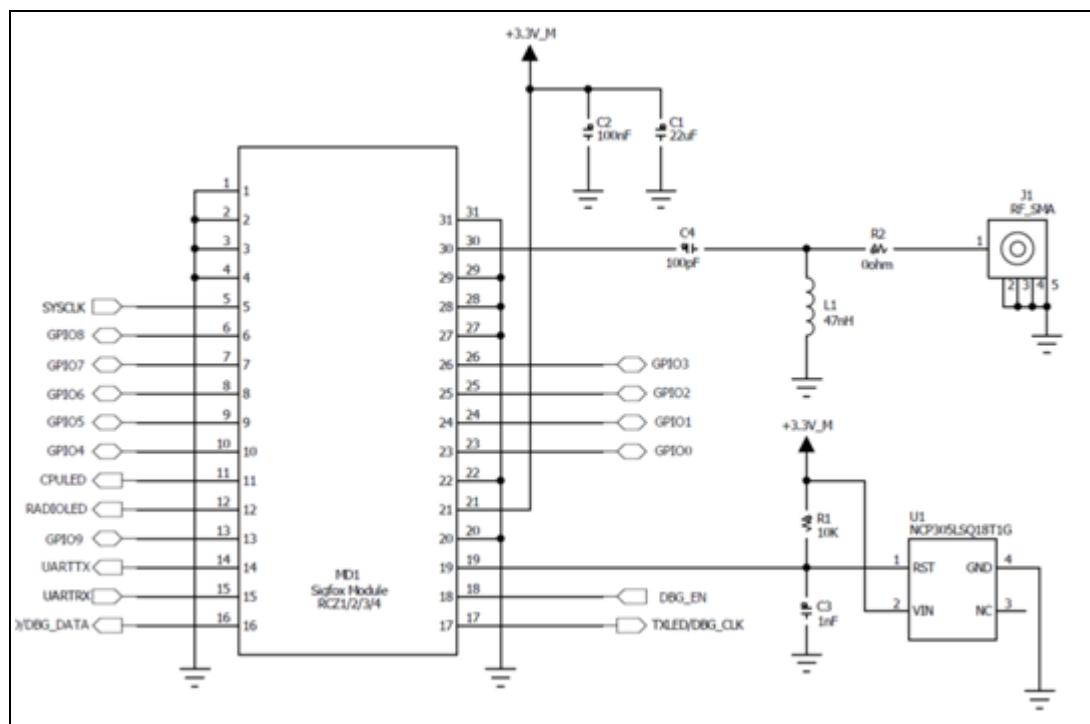 +3.3V_M
C2
100nF
C1
22uF
J1
RF_SMA
1
2 3 4 5
C4
100pF
R2
0ohm
L1
47nH
1 1
2 2
3 3
4 4
SYSCLK 5 5
GPIO8 6 6
GPIO7 7 7
GPIO6 8 8
GPIO5 9 9
GPIO4 10 10
CPULED 11 11
RADIOLED 12 12
GPIO9 13 13
UARTTX 14 14
UARTRX 15 15
)/DBG_DATA 16 16
31 31
30 30
29 29
28 28
27 27
26 26 GPIO3
25 25 GPIO2
24 24 GPIO1
23 23 GPIO0
22 22
21 21
20 20
19 19
18 18 DBG_EN
17 17 TXLED/DBG_CLK
MD1
Sigfox Module
RCZ1/2/3/4
+3.3V_M
R1
10K
C3
1nF
U1
NCP305LSQ18T1G
1 RST GND 4
2 VIN NC 3